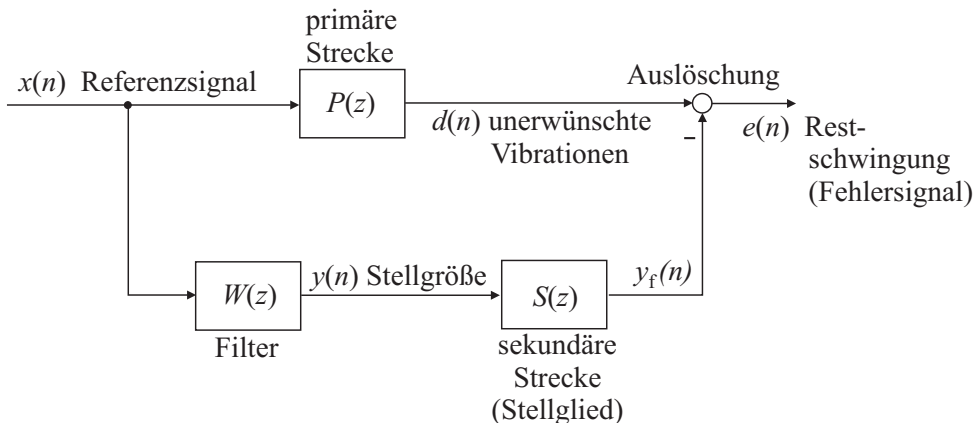 primäre
Strecke
x(n) Referenzsignal
P(z)
Auslöschung
d(n) unerwünschte
Vibrationen
–
e(n) Rest-
schwingung
(Fehlersignal)
W(z)
Filter
y(n) Stellgröße
S(z)
y_f(n)
sekundäre
Strecke
(Stellglied)